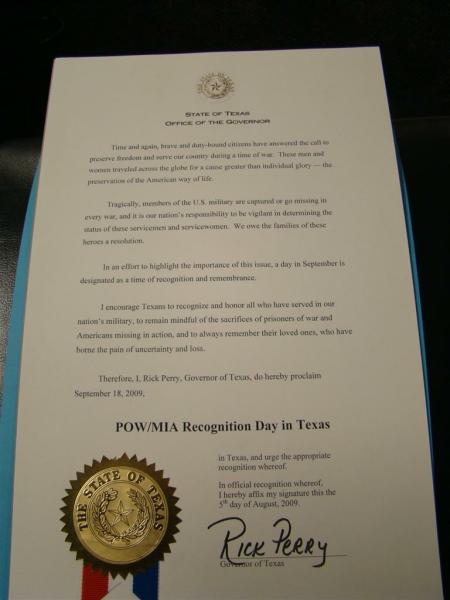 STATE OF TEXAS
OFFICE OF THE GOVERNOR
Time and again, brave and duty-bound citizens have answered the call to
preserve freedom and serve our country during a time of war. These men and
women traveled across the globe for a cause greater than individual glory — the
preservation of the American way of life.
Tragically, members of the U.S. military are captured or go missing in
every war, and it is our nation's responsibility to be vigilant in determining the
status of these servicemen and servicewomen. We owe the families of these
heroes a resolution.
In an effort to highlight the importance of this issue, a day in September is
designated as a time of recognition and remembrance.
I encourage Texans to recognize and honor all who have served in our
nation's military, to remain mindful of the sacrifices of prisoners of war and
Americans missing in action, and to always remember their loved ones, who have
borne the pain of uncertainty and loss.
Therefore, I, Rick Perry, Governor of Texas, do hereby proclaim
September 18, 2009,
POW/MIA Recognition Day in Texas
in Texas, and urge the appropriate
recognition whereof.
In official recognition whereof,
I hereby affix my signature this the
5th day of August, 2009.
RICK PERRY
Governor of Texas
THE STATE OF TEXAS